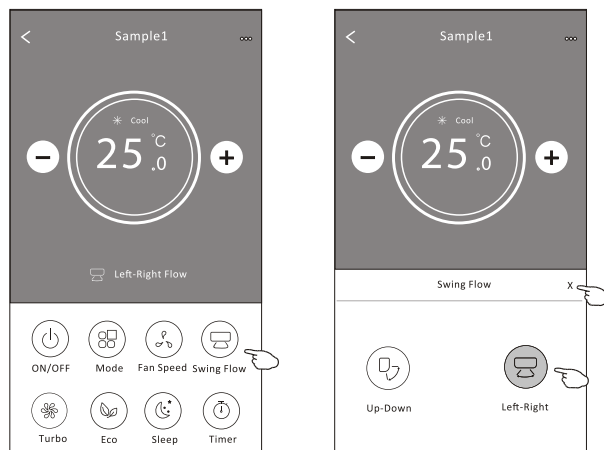 Sample1
Cool
25.0°C
Left-Right Flow
ON/OFF Mode Fan Speed Swing Flow
Turbo Eco Sleep Timer
Sample1
Cool
25.0°C
Swing Flow X
Up-Down Left-Right